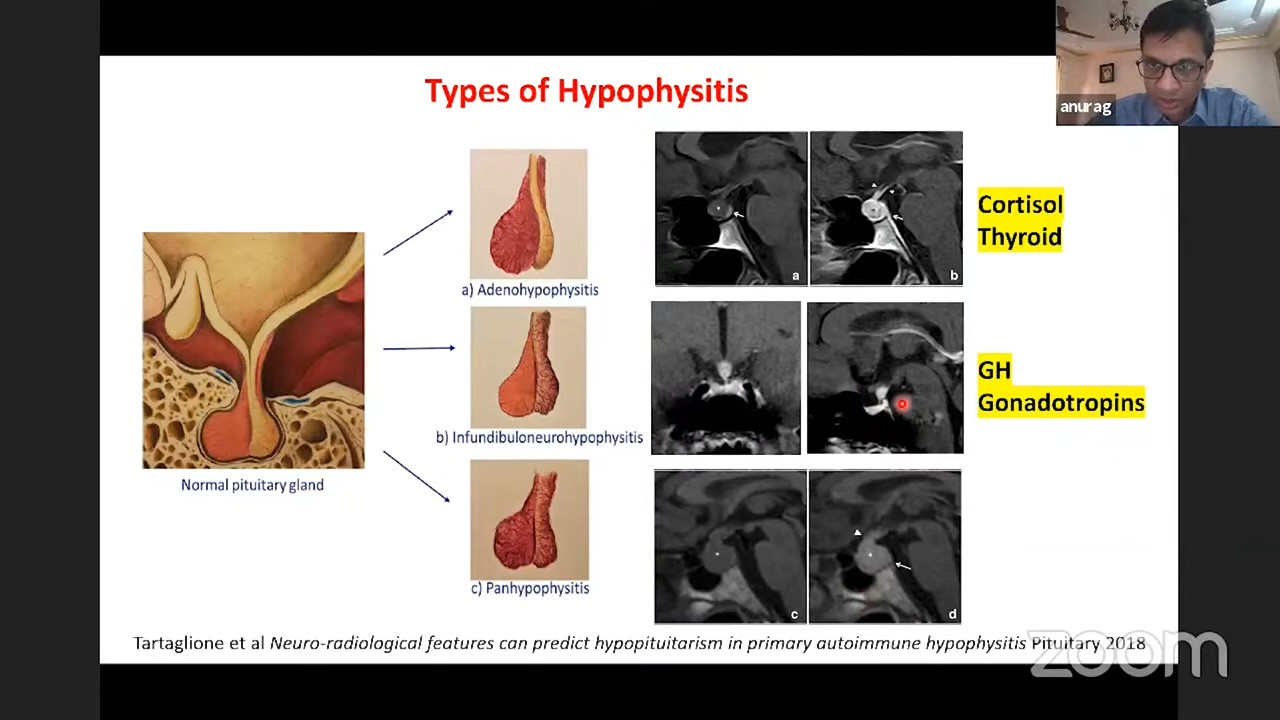 Types of Hypophysitis
anurag
a) Adenohypophysitis
a
b
Cortisol
Thyroid
b) Infundibuloneurohypophysitis
GH
Gonadotropins
Normal pituitary gland
c) Panhypophysitis
c
d
Tartaglione et al Neuro-radiological features can predict hypopituitarism in primary autoimmune hypophysitis Pituitary 2018
zoom